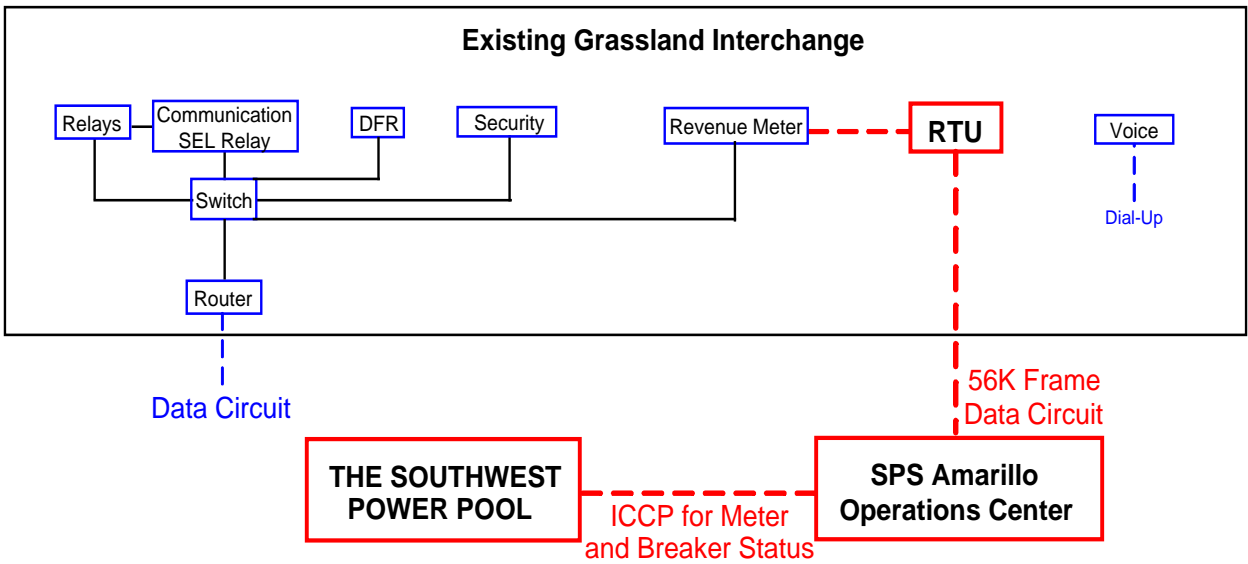 Existing Grassland Interchange
Relays
Communication
SEL Relay
DFR
Security
Revenue Meter
RTU
Voice
Switch
Dial-Up
Router
Data Circuit
56K Frame
Data Circuit
THE SOUTHWEST
POWER POOL
ICCP for Meter
and Breaker Status
SPS Amarillo
Operations Center